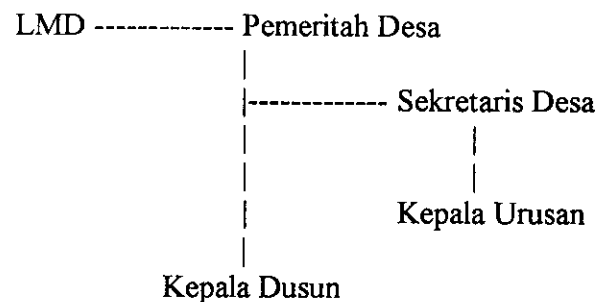 LMD ------------- Pemeritah Desa
Sekretaris Desa
Kepala Urusan
Kepala Dusun